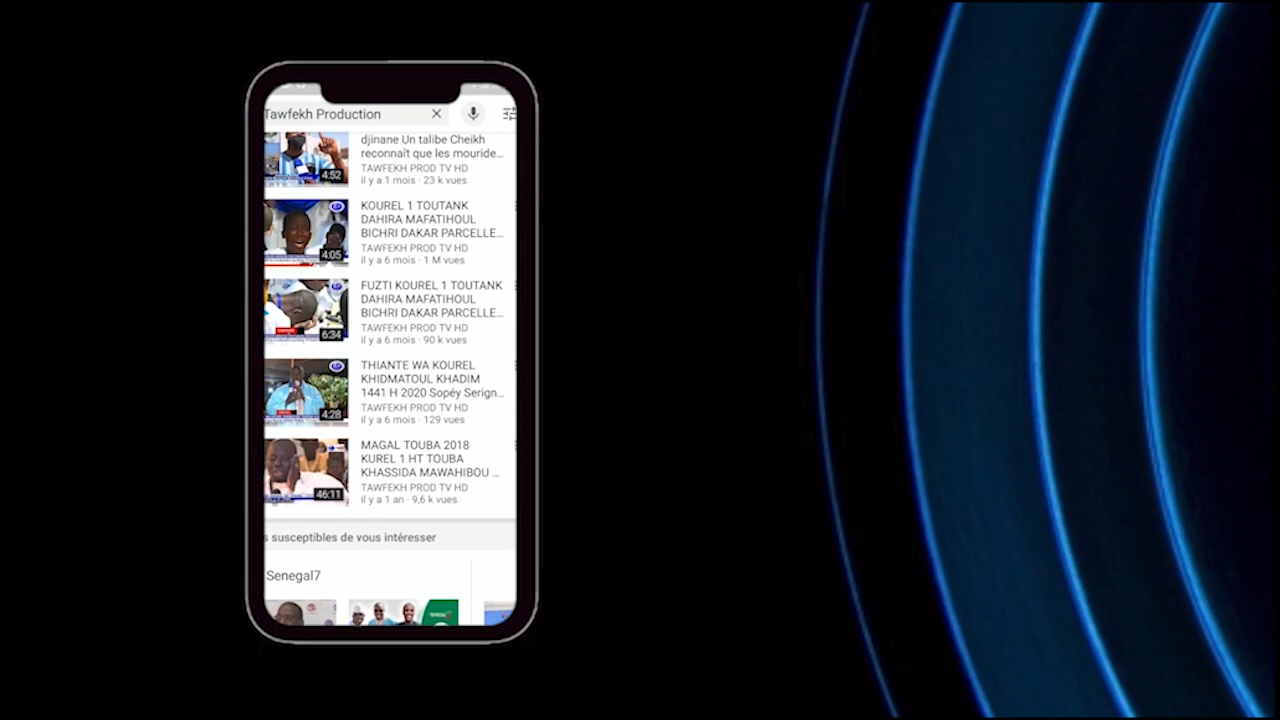 Tawfekh Production
djinane Un talibe Cheikh
reconnaît que les mouride...
TAWFEKH PROD TV HD
il y a 1 mois · 23 k vues
4:52
KOUREL 1 TOUTANK
DAHIRA MAFATIHOUL
BICHRI DAKAR PARCELLE...
TAWFEKH PROD TV HD
il y a 6 mois · 1 M vues
4:05
FUZTI KOUREL 1 TOUTANK
DAHIRA MAFATIHOUL
BICHRI DAKAR PARCELLE...
TAWFEKH PROD TV HD
il y a 6 mois · 90 k vues
6:34
THIANTE WA KOUREL
KHIDMATOUL KHADIM
1441 H 2020 Sopéy Serign...
TAWFEKH PROD TV HD
il y a 6 mois · 129 vues
4:28
MAGAL TOUBA 2018
KUREL 1 HT TOUBA
KHASSIDA MAWAHIBOU ...
TAWFEKH PROD TV HD
il y a 1 an · 9,6 k vues
46:11
s susceptibles de vous intéresser
Senegal7